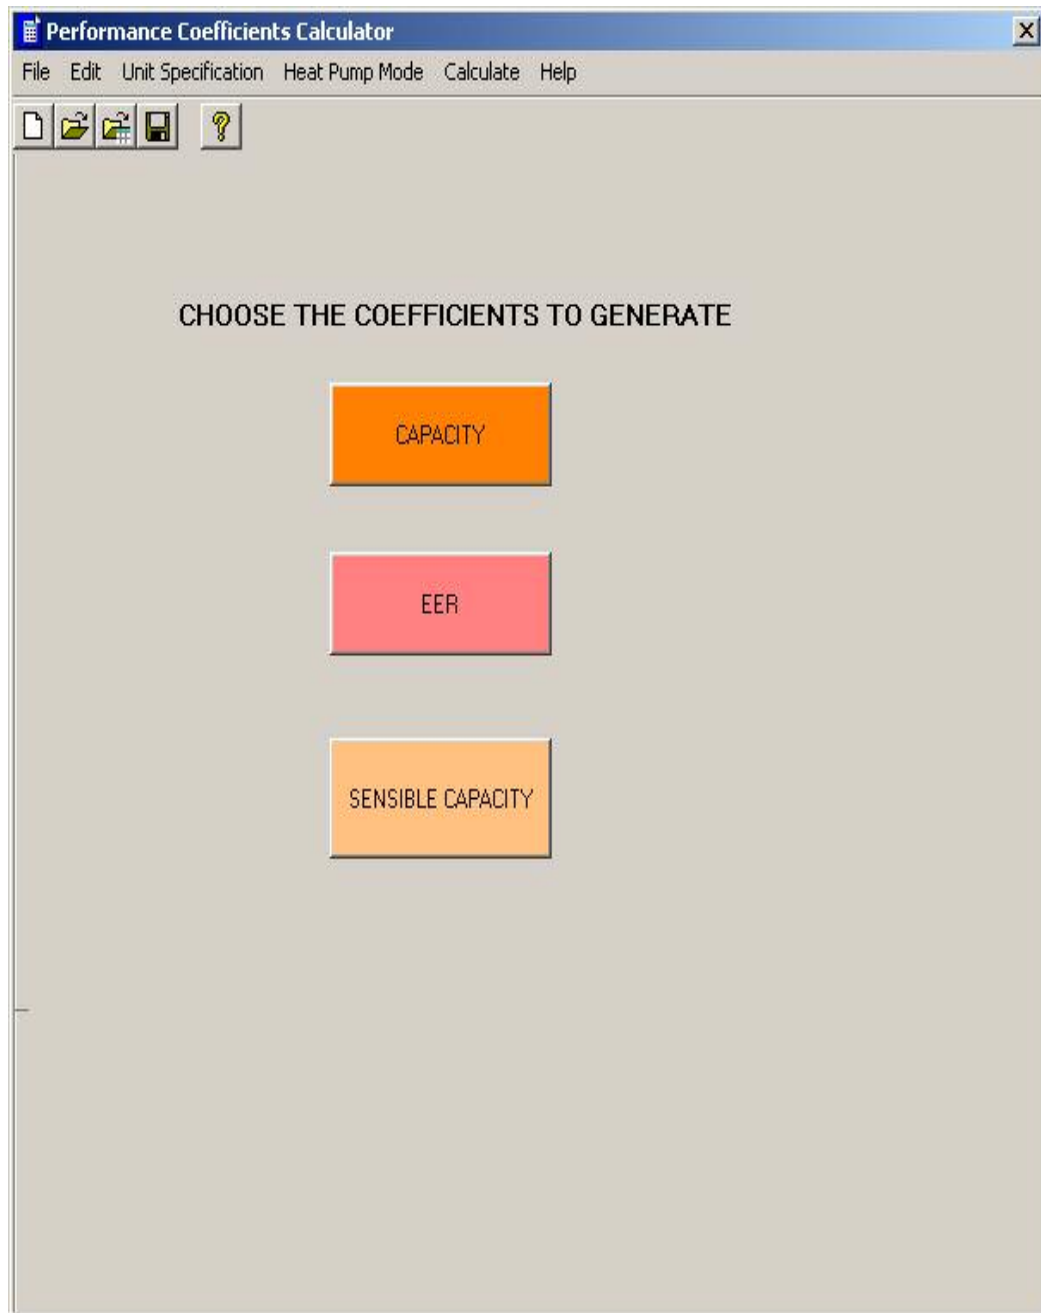 Performance Coefficients Calculator
File Edit Unit Specification Heat Pump Mode Calculate Help
CHOOSE THE COEFFICIENTS TO GENERATE
CAPACITY
EER
SENSIBLE CAPACITY